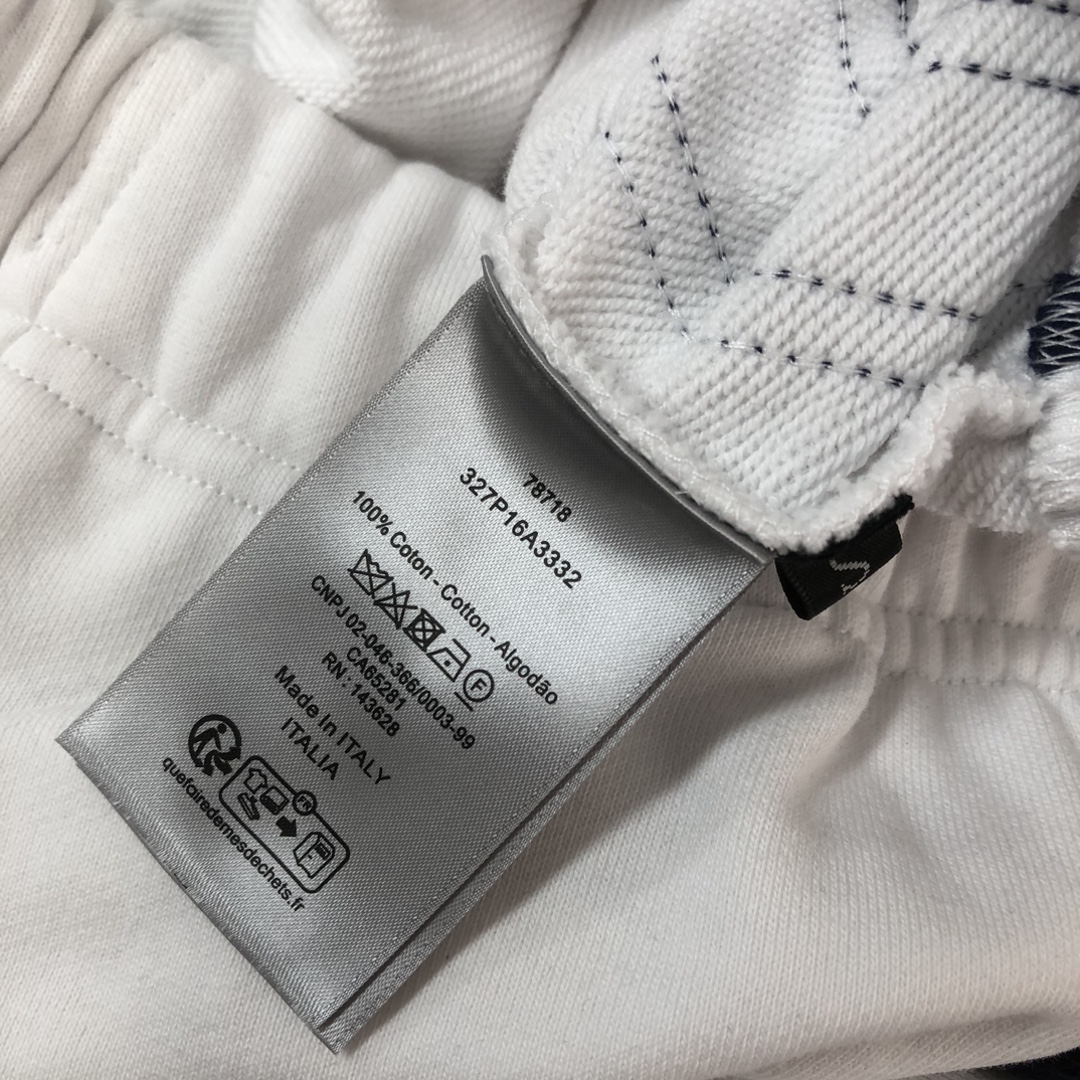 78718
327P16A3332
100% Coton - Cotton - Algodão
F
CNPJ 02-046-366/0003-99
CA65281
RN : 143628
Made In ITALY
ITALIA
FR
quefairedemesdechets.fr